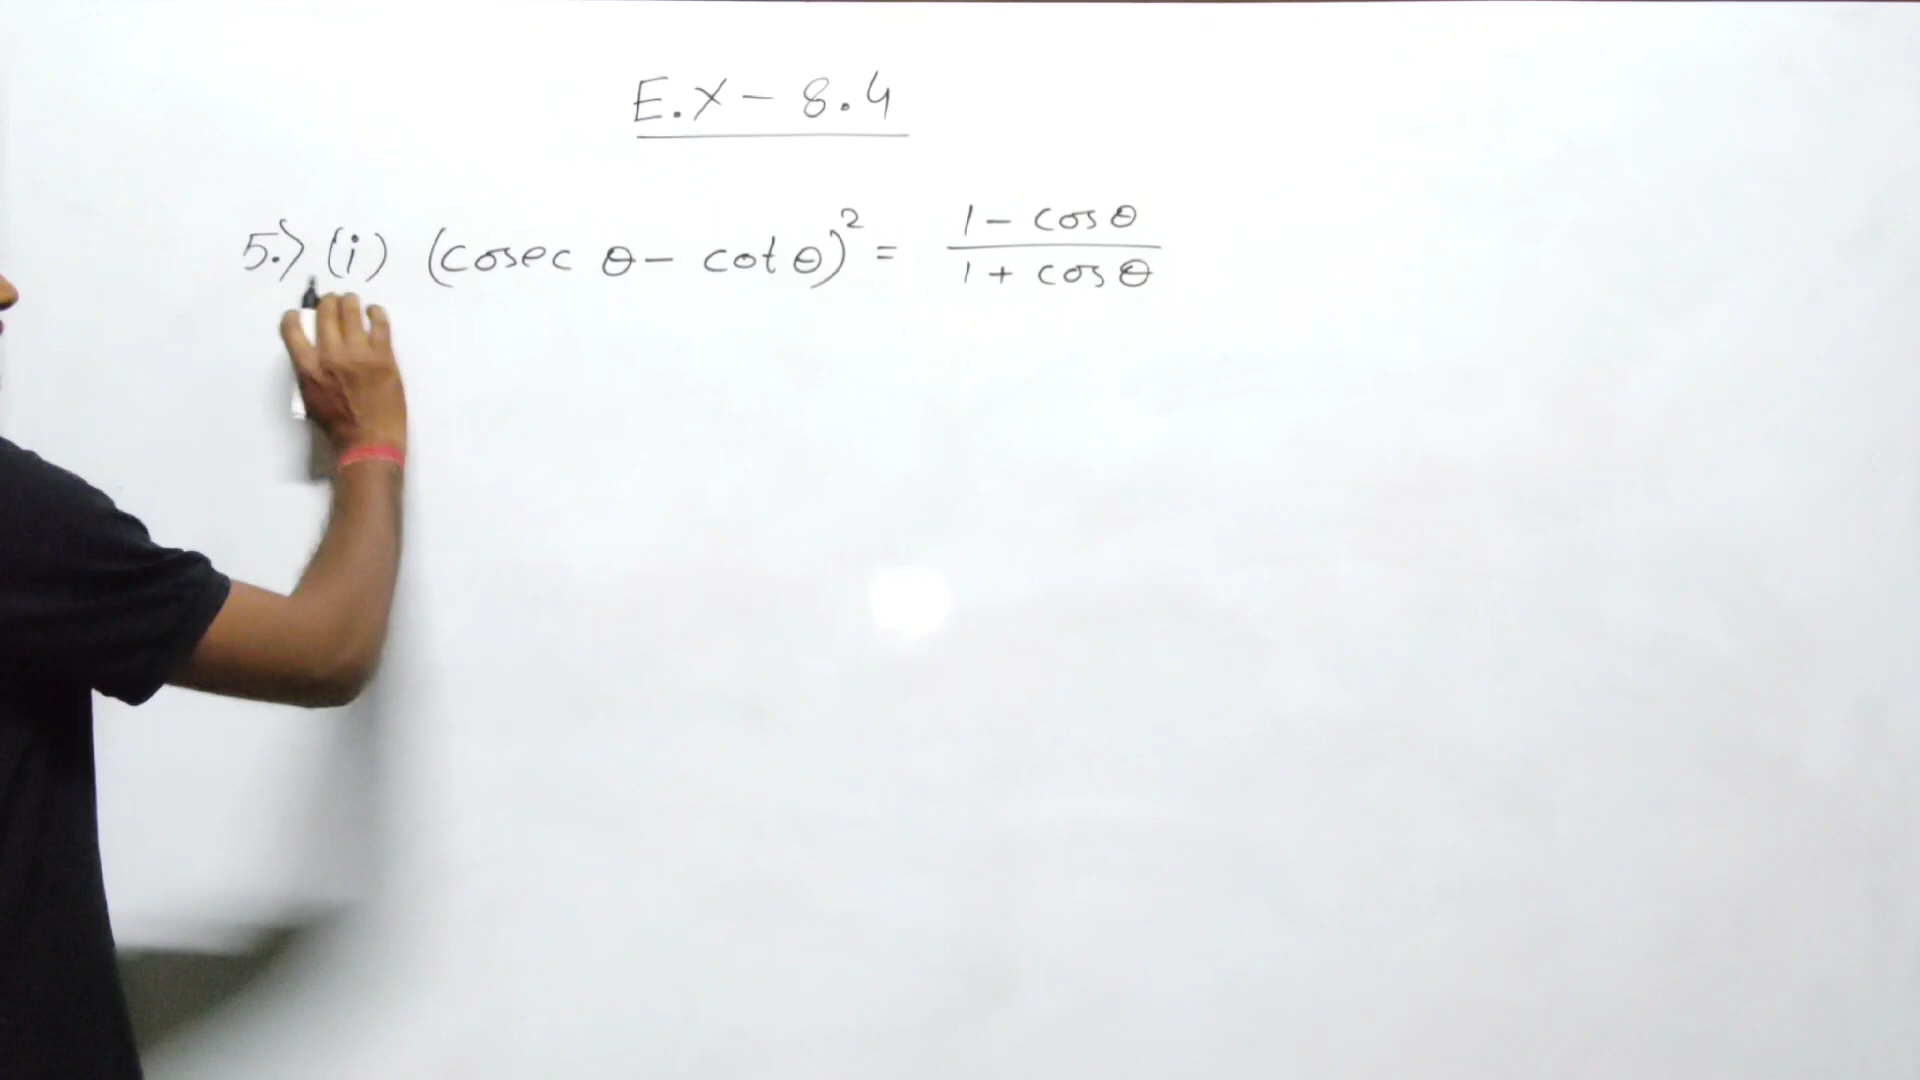 E.X - 8.4
5.) (i) (cosec θ - cot θ)² = (1 - cos θ)/(1 + cos θ)